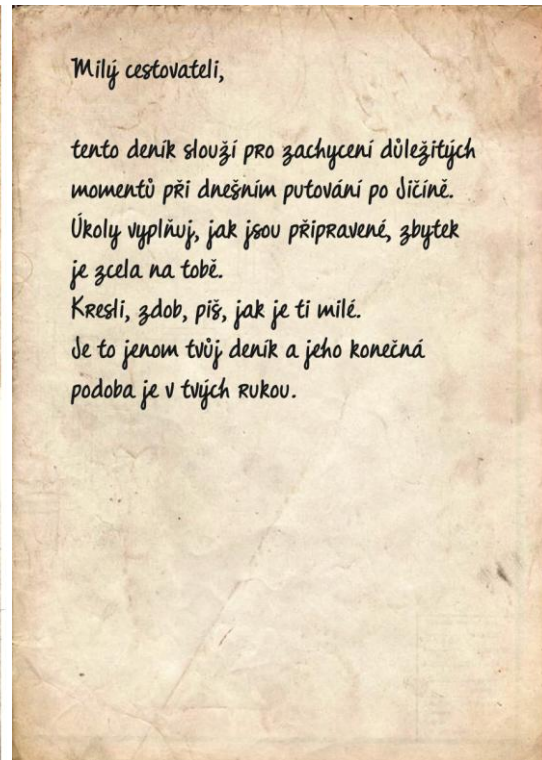 Milý cestovateli,
tento deník slouží pro zachycení důležitých
momentů při dnešním putování po Jičíně.
Úkoly vyplňuj, jak jsou připravené, zbytek
je zcela na tobě.
Kresli, zdob, piš, jak je ti milé.
Je to jenom tvůj deník a jeho konečná
podoba je v tvých rukou.